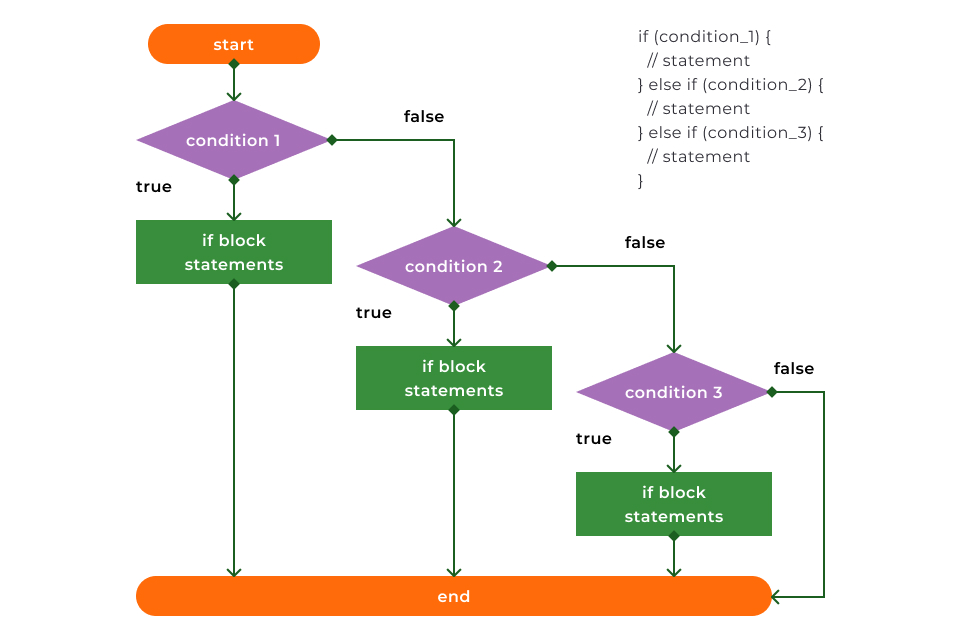 start
if (condition_1) {
// statement
} else if (condition_2) {
// statement
} else if (condition_3) {
// statement
}
condition 1
false
true
if block
statements
condition 2
false
true
if block
statements
condition 3
false
true
if block
statements
end